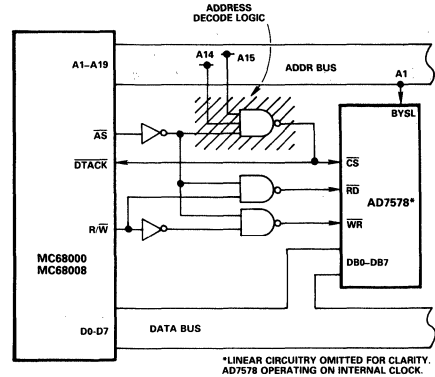 ADDRESS
DECODE LOGIC
A1–A19
A14
A15
ADDR BUS
A1
BYSL
AS
DTACK
CS
RD
AD7578*
R/W
WR
MC68000
MC68008
DB0–DB7
D0-D7
DATA BUS
*LINEAR CIRCUITRY OMITTED FOR CLARITY.
AD7578 OPERATING ON INTERNAL CLOCK.